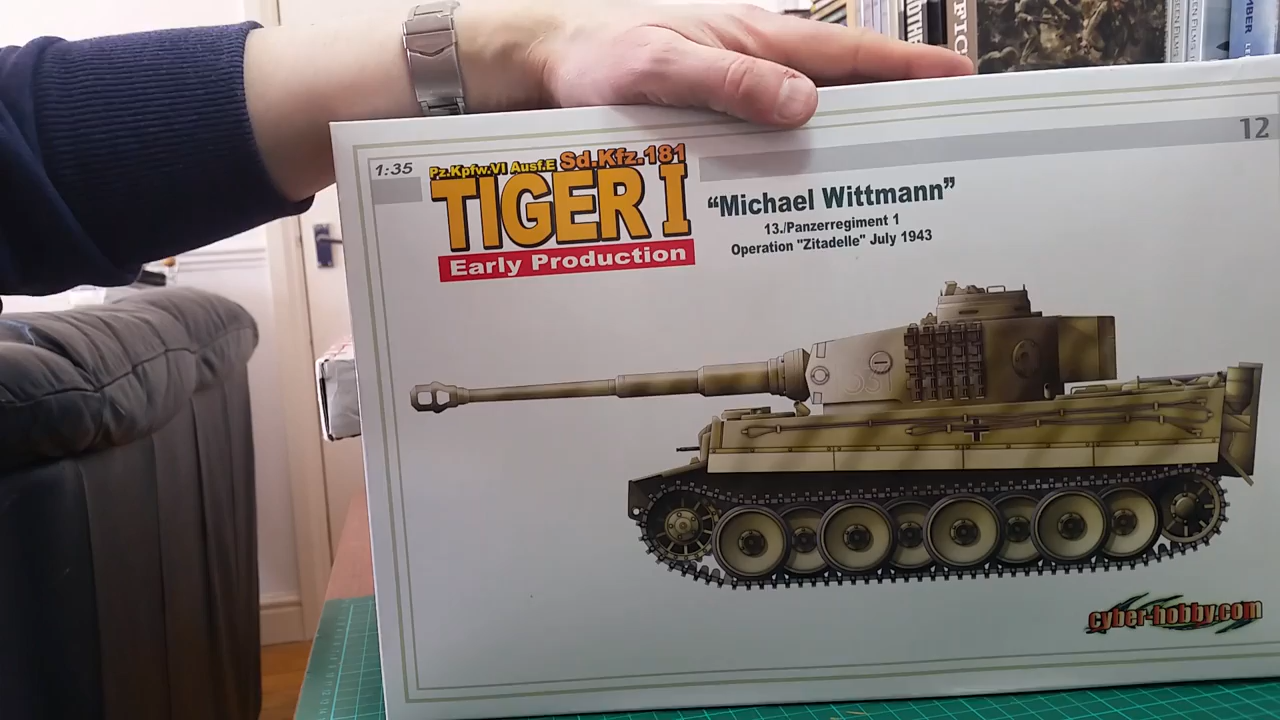 1:35
Pz.Kpfw.VI Ausf.E Sd.Kfz.181
TIGER I
Early Production
"Michael Wittmann"
13./Panzerregiment 1
Operation "Zitadelle" July 1943
12
331
cyber-hobby.com